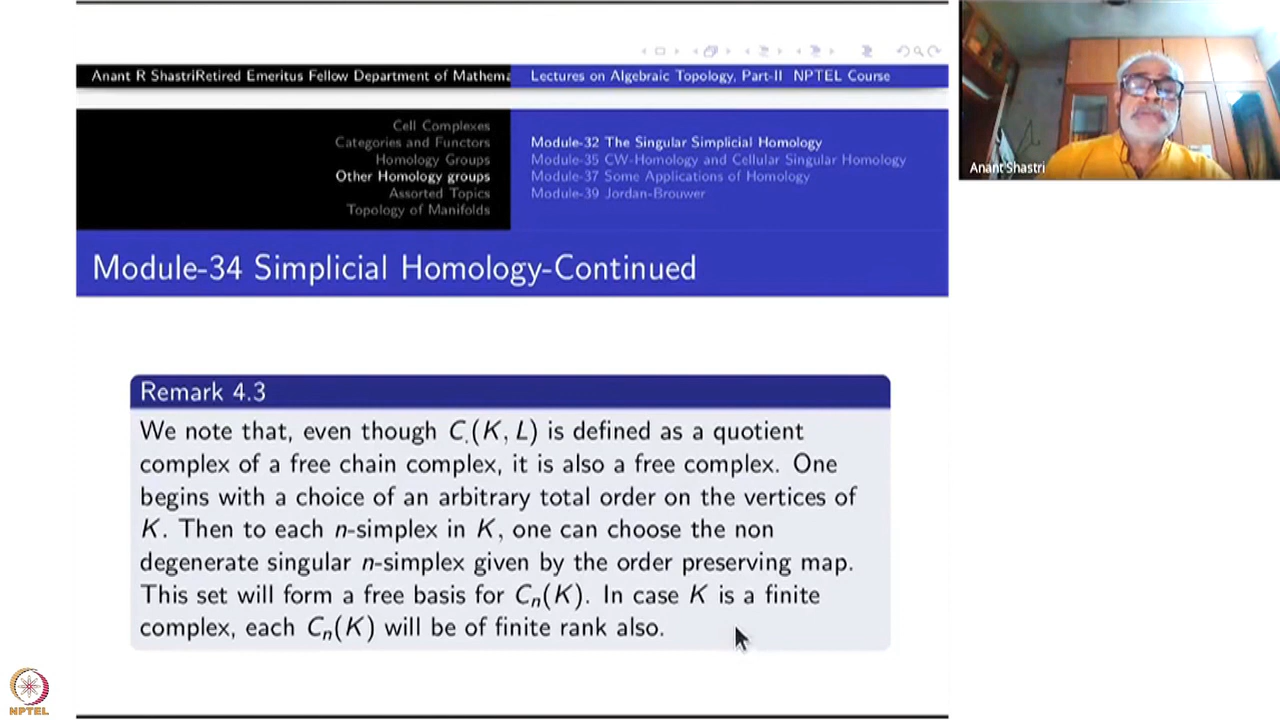 Anant R ShastriRetired Emeritus Fellow Department of Mathema
Lectures on Algebraic Topology, Part-II NPTEL Course
Cell Complexes
Categories and Functors
Homology Groups
Other Homology groups
Assorted Topics
Topology of Manifolds
Module-32 The Singular Simplicial Homology
Module-35 CW-Homology and Cellular Singular Homology
Module-37 Some Applications of Homology
Module-39 Jordan-Brouwer
Module-34 Simplicial Homology-Continued
Remark 4.3
We note that, even though C.(K, L) is defined as a quotient
complex of a free chain complex, it is also a free complex. One
begins with a choice of an arbitrary total order on the vertices of
K. Then to each n-simplex in K, one can choose the non
degenerate singular n-simplex given by the order preserving map.
This set will form a free basis for Cₙ(K). In case K is a finite
complex, each Cₙ(K) will be of finite rank also.
Anant Shastri
NPTEL